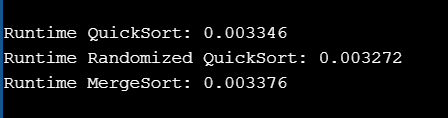 Runtime QuickSort: 0.003346
Runtime Randomized QuickSort: 0.003272
Runtime MergeSort: 0.003376